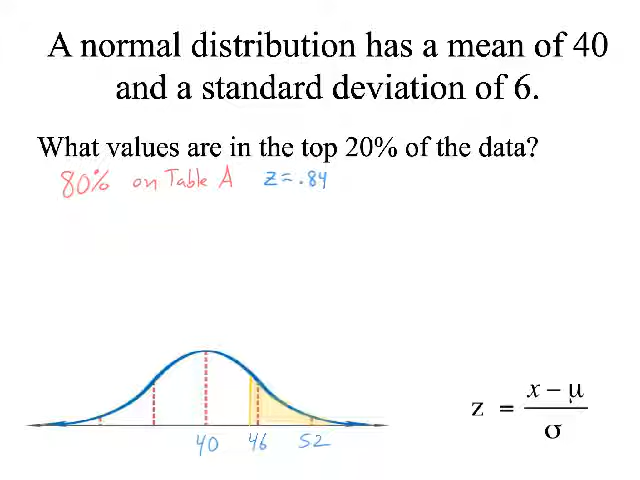 A normal distribution has a mean of 40
and a standard deviation of 6.
What values are in the top 20% of the data?
80% on Table A z = .84
z = x − μ / σ
40 46 52